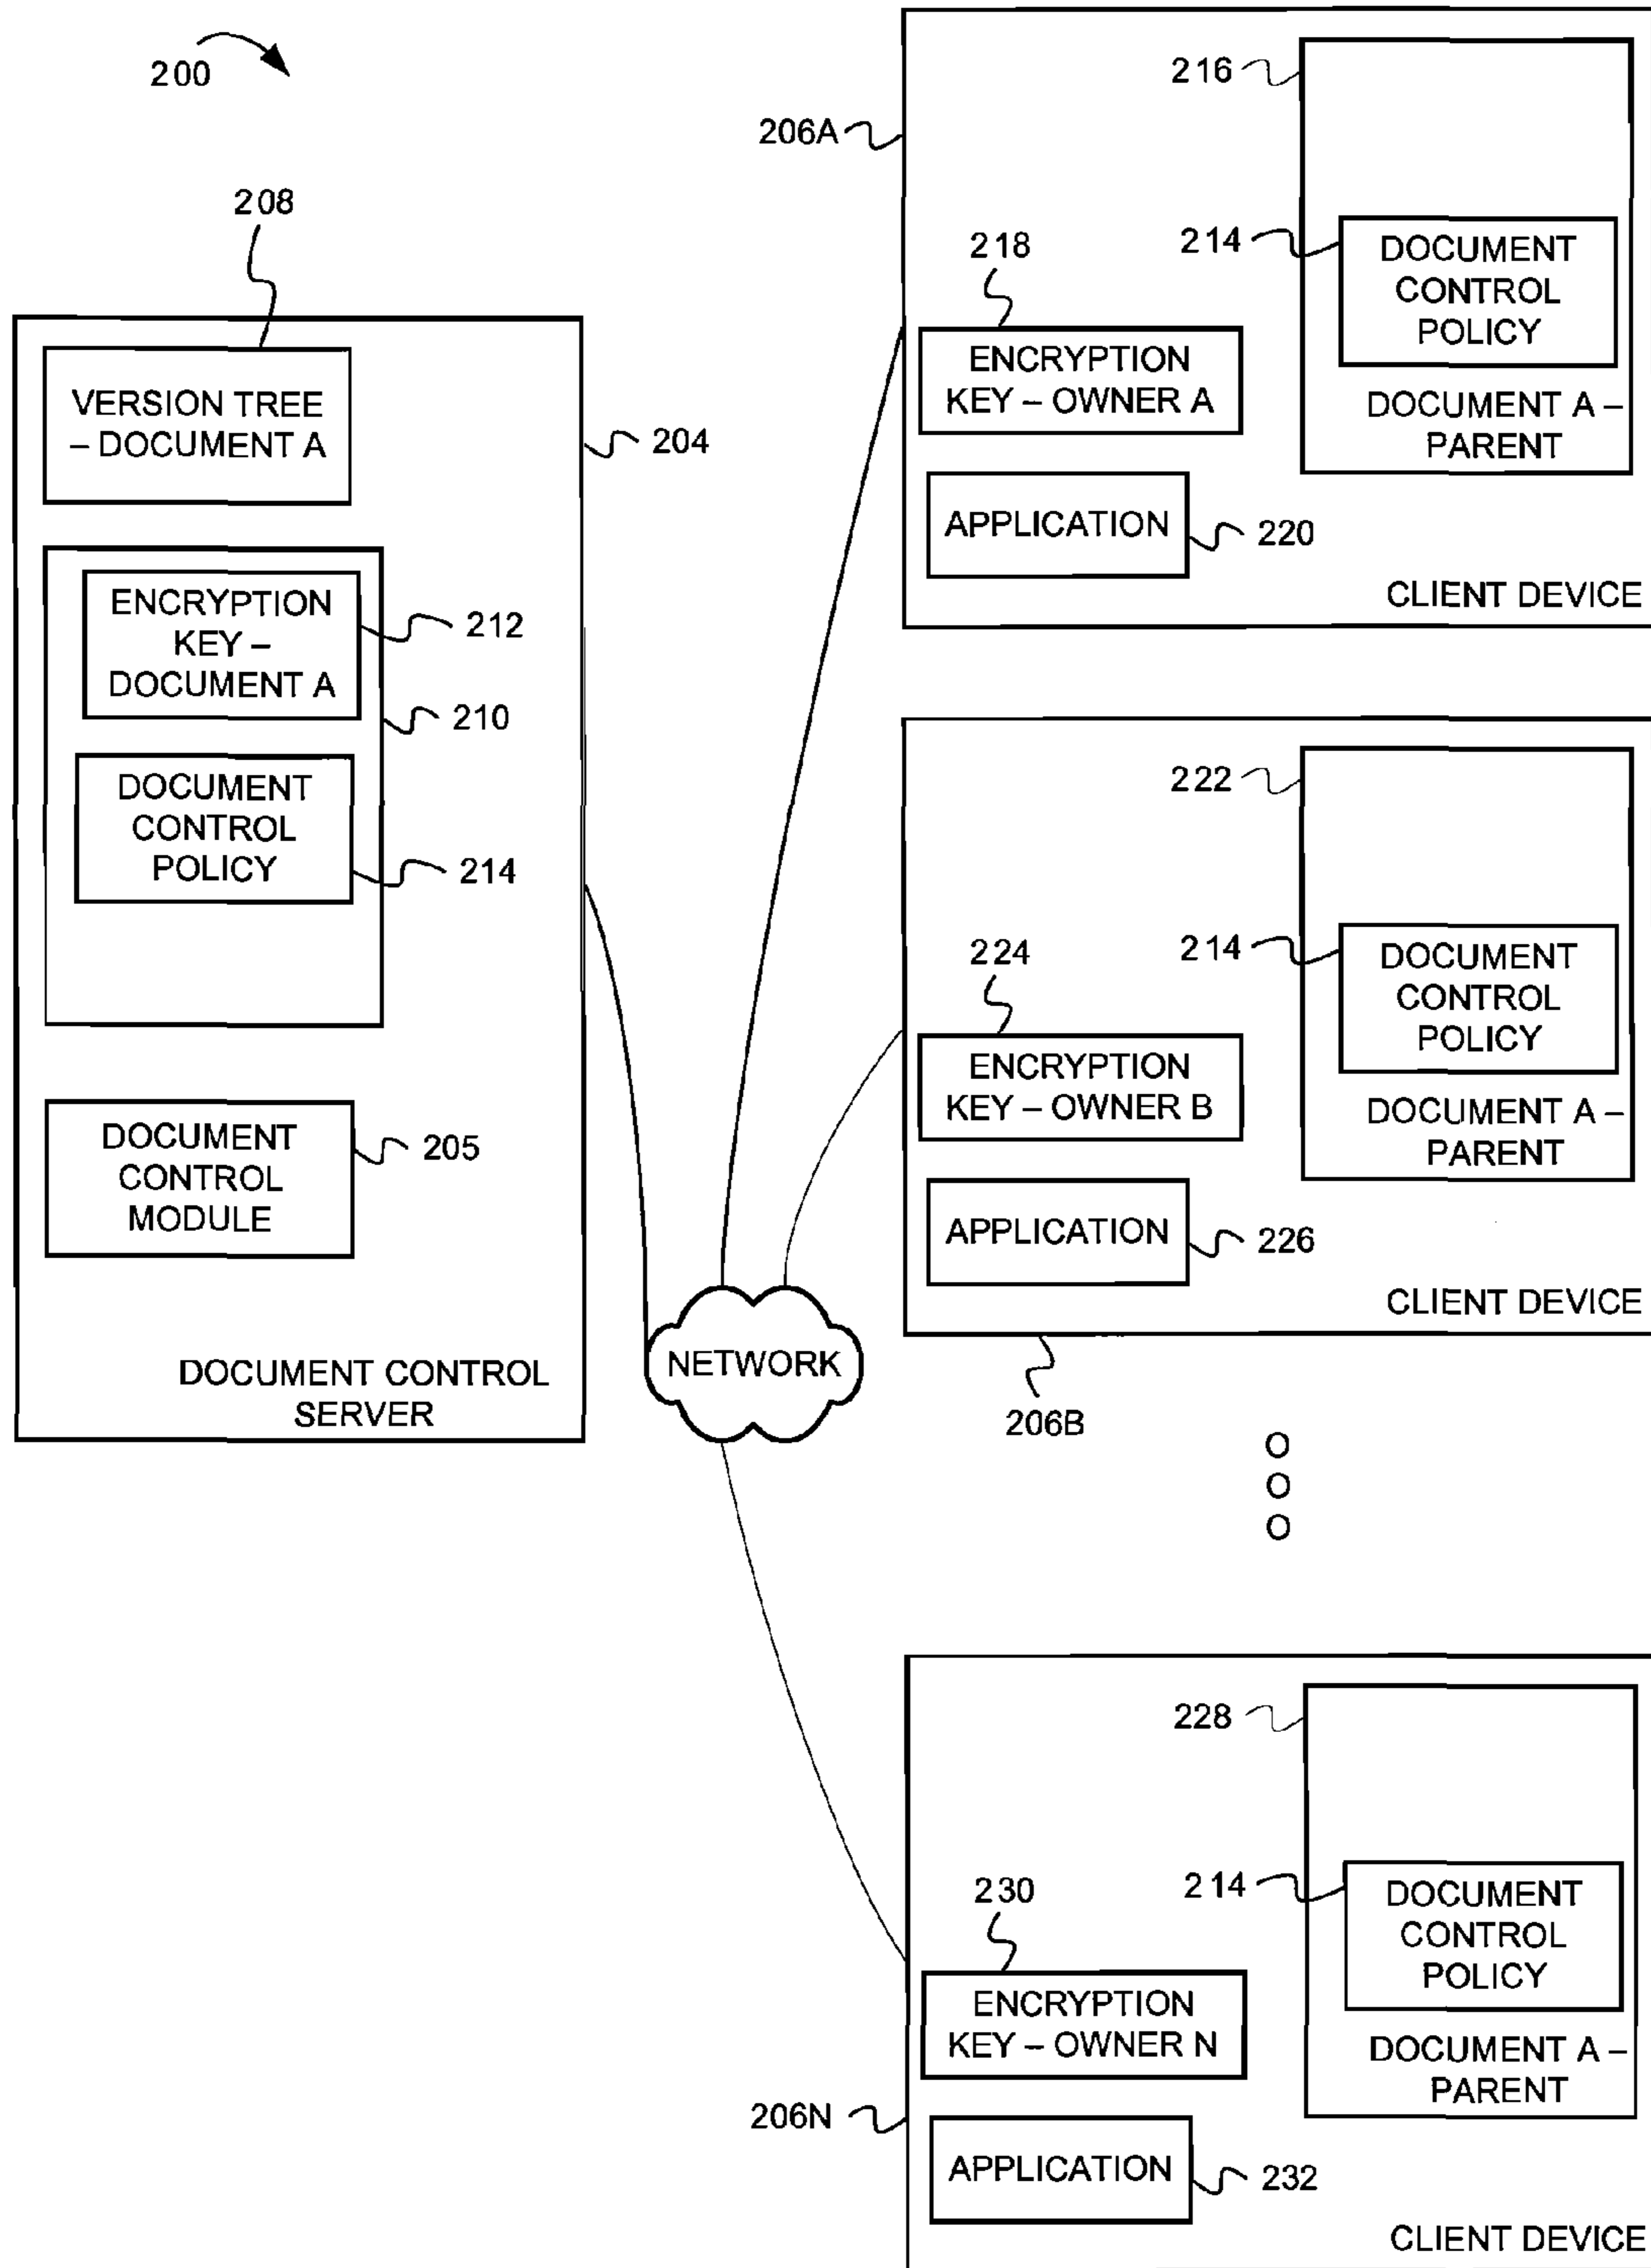 200
208
VERSION TREE
– DOCUMENT A
204
ENCRYPTION
KEY –
DOCUMENT A
212
210
DOCUMENT
CONTROL
POLICY
214
DOCUMENT
CONTROL
MODULE
205
DOCUMENT CONTROL
SERVER
NETWORK
206A
216
214
DOCUMENT
CONTROL
POLICY
DOCUMENT A –
PARENT
218
ENCRYPTION
KEY – OWNER A
APPLICATION
220
CLIENT DEVICE
222
214
DOCUMENT
CONTROL
POLICY
DOCUMENT A –
PARENT
224
ENCRYPTION
KEY – OWNER B
APPLICATION
226
CLIENT DEVICE
206B
228
214
DOCUMENT
CONTROL
POLICY
DOCUMENT A –
PARENT
230
ENCRYPTION
KEY – OWNER N
206N
APPLICATION
232
CLIENT DEVICE